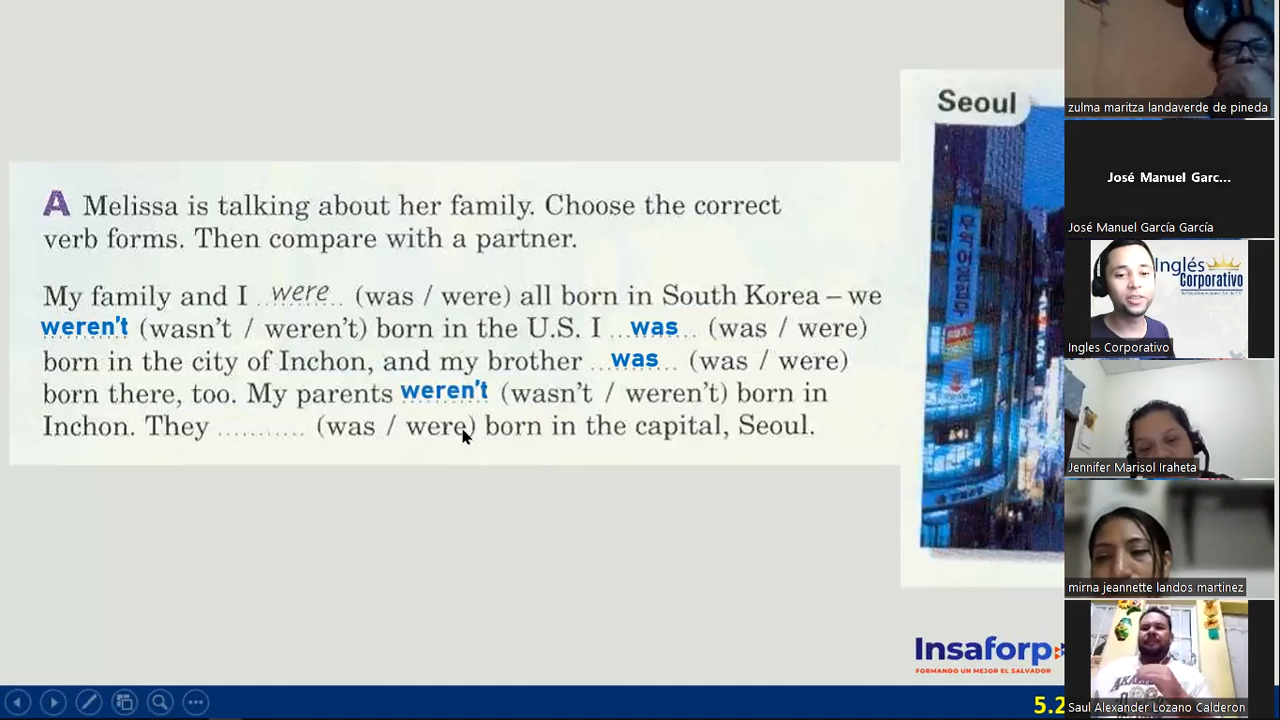 Seoul
A Melissa is talking about her family. Choose the correct
verb forms. Then compare with a partner.
My family and I were (was / were) all born in South Korea – we
weren't (wasn't / weren't) born in the U.S. I was (was / were)
born in the city of Inchon, and my brother was (was / were)
born there, too. My parents weren't (wasn't / weren't) born in
Inchon. They ........... (was / were) born in the capital, Seoul.
Insaforp
FORMANDO UN MEJOR EL SALVADOR
5.2
zulma maritza landaverde de pineda
José Manuel Garc...
José Manuel García García
Inglés
Corporativo
Ingles Corporativo
Jennifer Marisol Iraheta
mirna jeannette landos martinez
Saul Alexander Lozano Calderon